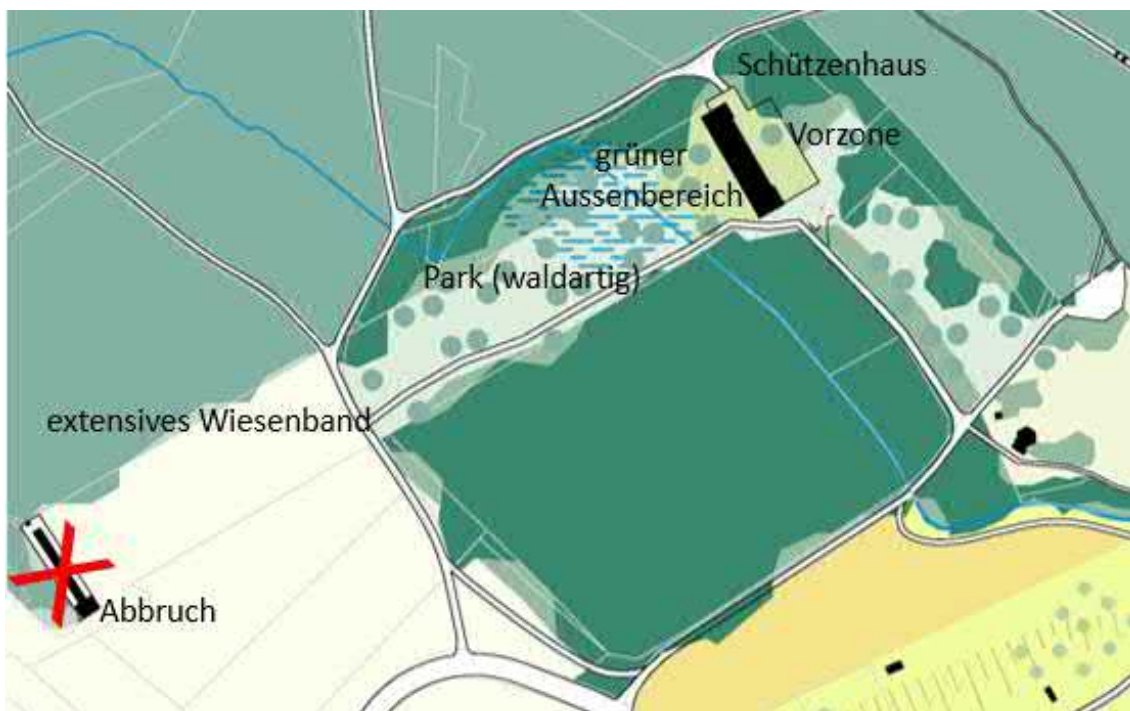 Schützenhaus
Vorzone
grüner
Aussenbereich
Park (waldartig)
extensives Wiesenband
Abbruch